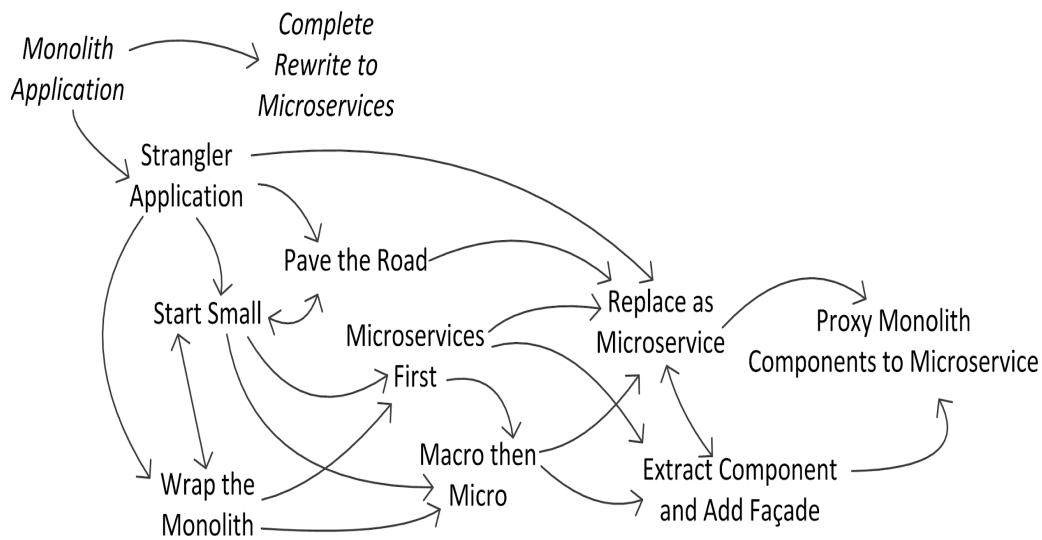 Monolith
Application
Complete
Rewrite to
Microservices
Strangler
Application
Pave the Road
Start Small
Microservices
First
Replace as
Microservice
Proxy Monolith
Components to Microservice
Macro then
Micro
Extract Component
and Add Façade
Wrap the
Monolith